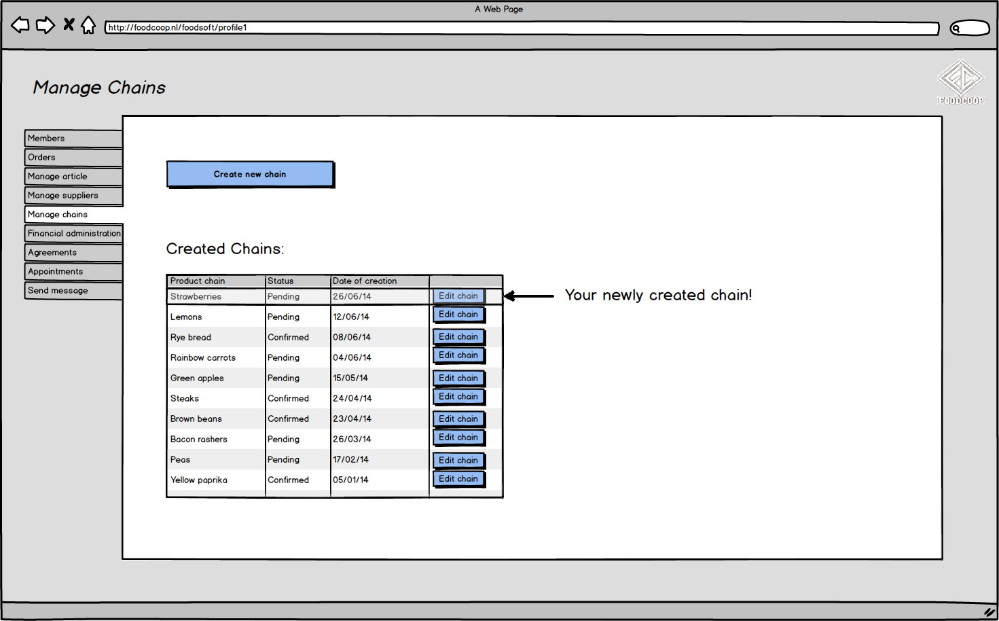 A Web Page
http://foodcoop.nl/foodsoft/profile1
Manage Chains
FOODCOOP
Members
Orders
Manage article
Manage suppliers
Manage chains
Financial administration
Agreements
Appointments
Send message
Create new chain
Created Chains:
Product chain Status Date of creation
Strawberries Pending 26/06/14 Edit chain
Your newly created chain!
Lemons Pending 12/06/14 Edit chain
Rye bread Confirmed 08/06/14 Edit chain
Rainbow carrots Pending 04/06/14 Edit chain
Green apples Pending 15/05/14 Edit chain
Steaks Confirmed 24/04/14 Edit chain
Brown beans Confirmed 23/04/14 Edit chain
Bacon rashers Pending 26/03/14 Edit chain
Peas Pending 17/02/14 Edit chain
Yellow paprika Confirmed 05/01/14 Edit chain